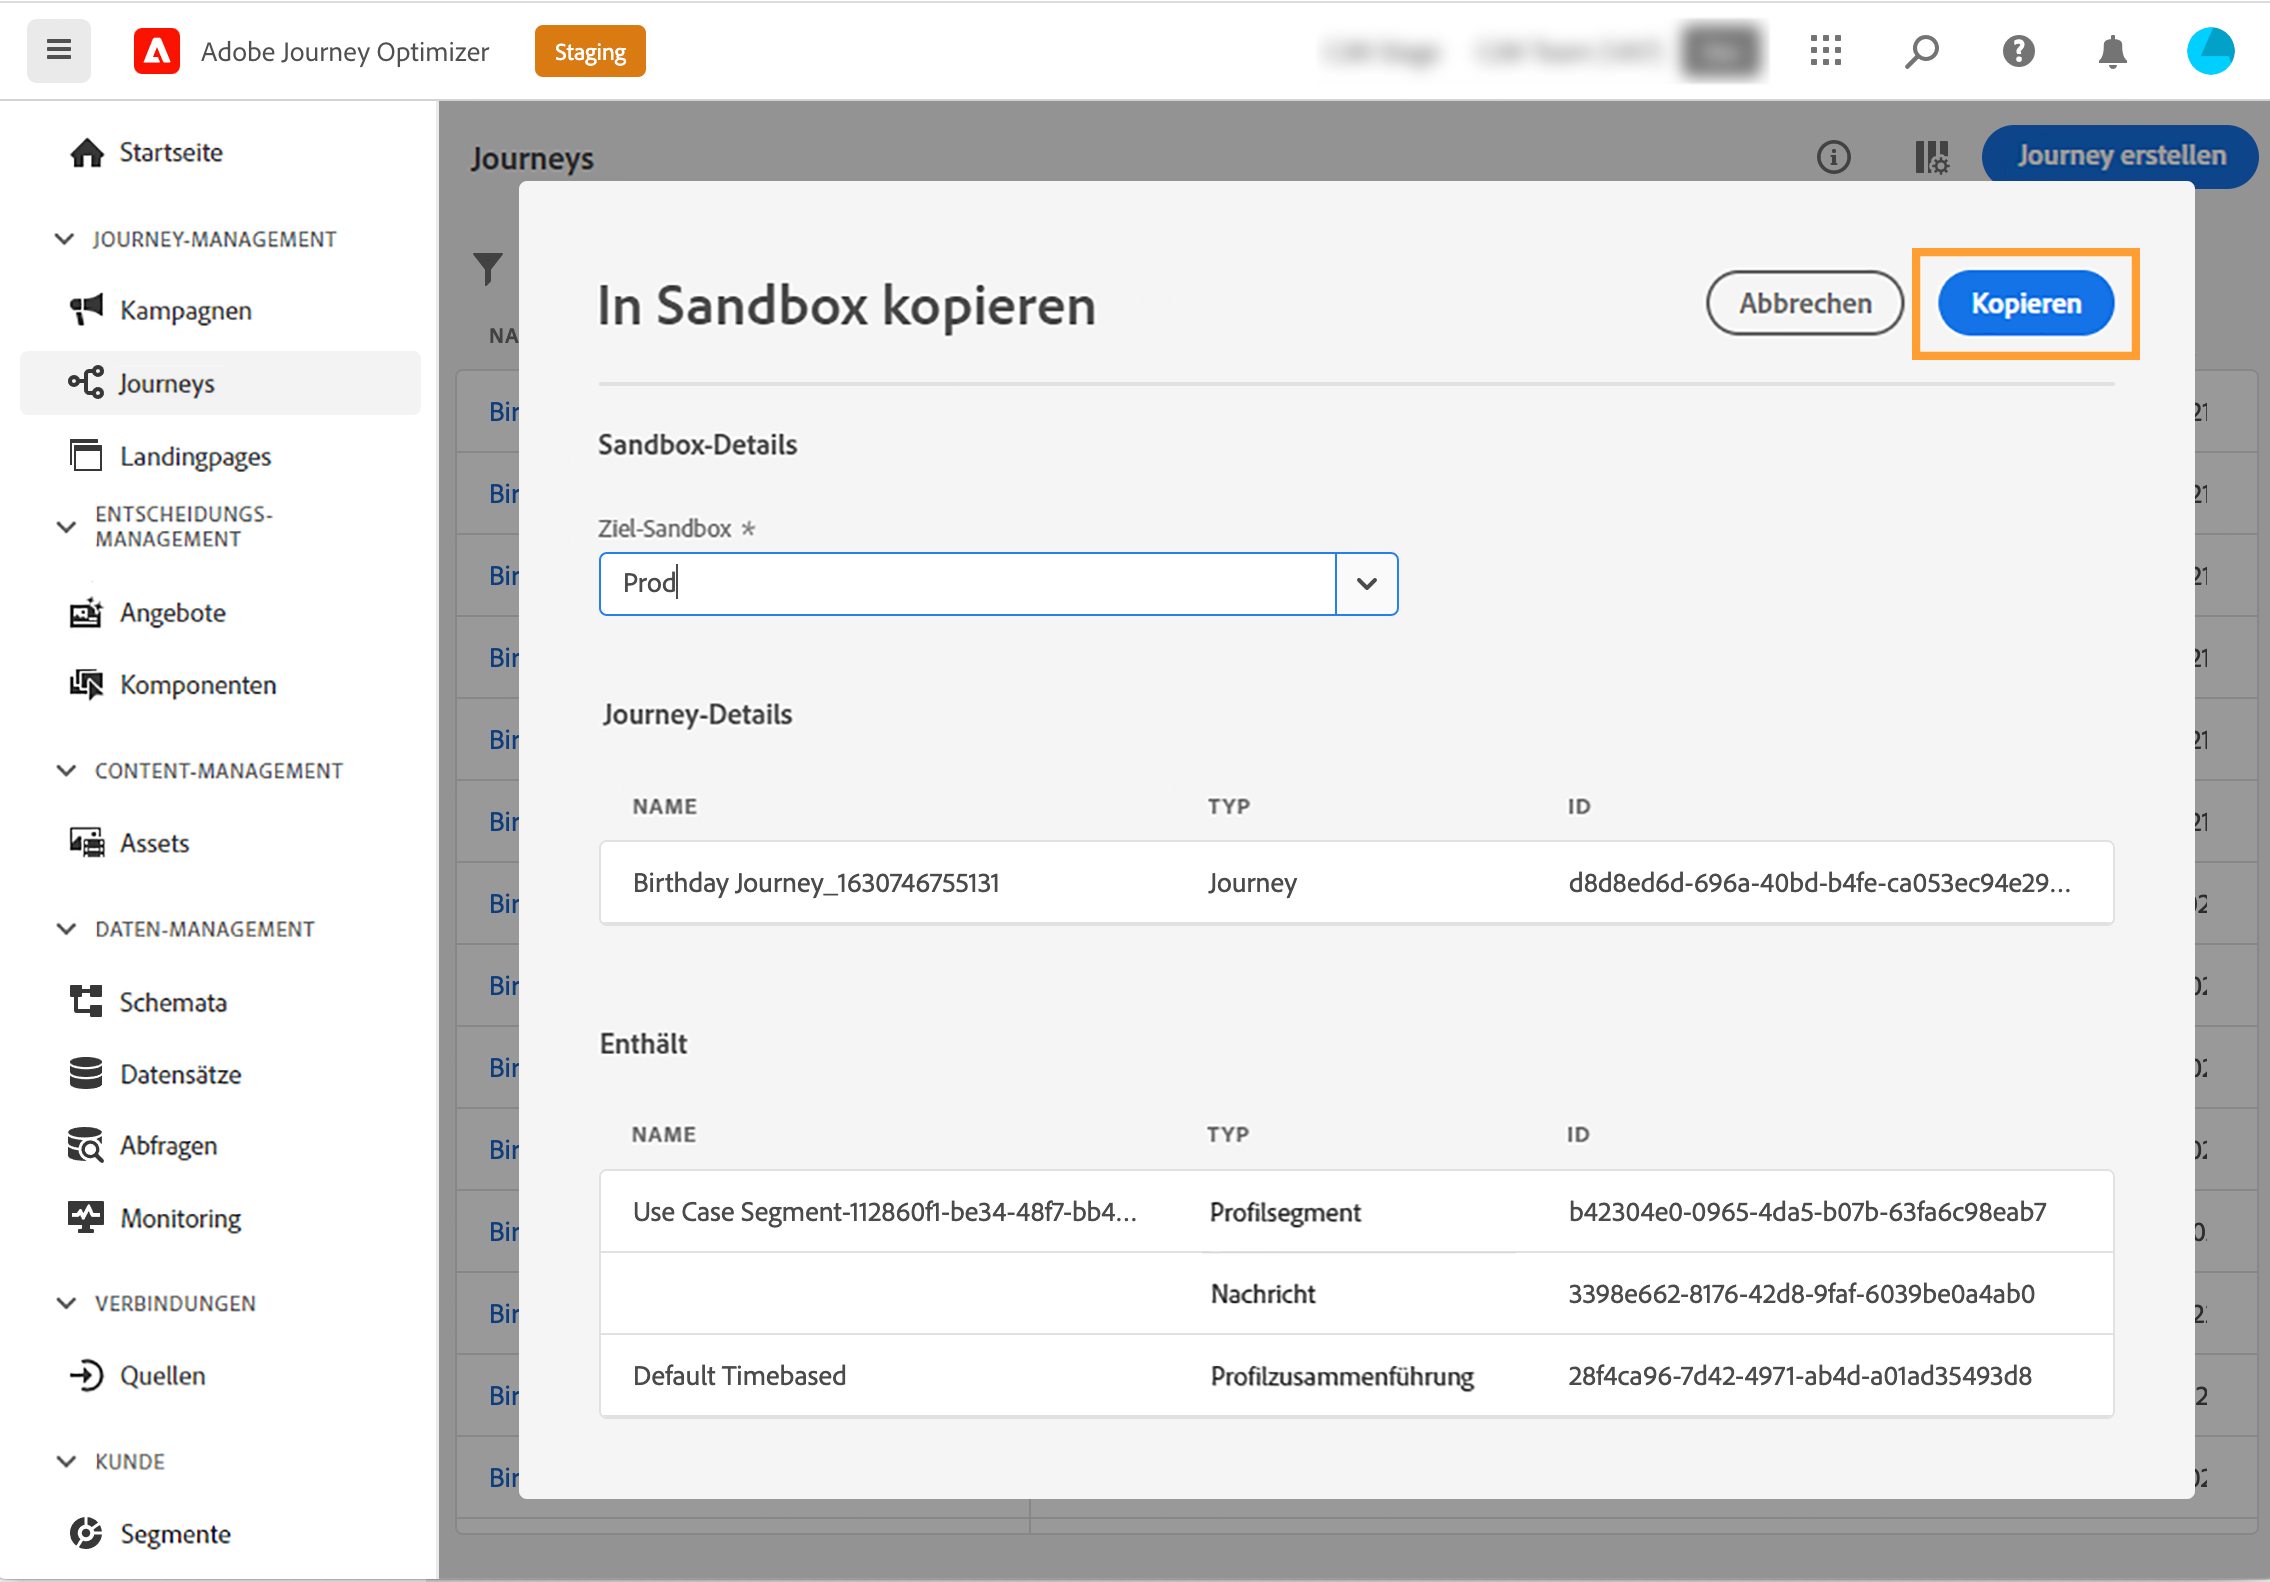 Adobe Journey Optimizer
Staging
Startseite
JOURNEY-MANAGEMENT
Kampagnen
Journeys
Landingpages
ENTSCHEIDUNGS-
MANAGEMENT
Angebote
Komponenten
CONTENT-MANAGEMENT
Assets
DATEN-MANAGEMENT
Schemata
Datensätze
Abfragen
Monitoring
VERBINDUNGEN
Quellen
KUNDE
Segmente
Journeys
Journey erstellen
In Sandbox kopieren
Abbrechen
Kopieren
Sandbox-Details
Ziel-Sandbox *
Prod
Journey-Details
NAME TYP ID
Birthday Journey_1630746755131 Journey d8d8ed6d-696a-40bd-b4fe-ca053ec94e29...
Enthält
NAME TYP ID
Use Case Segment-112860f1-be34-48f7-bb4... Profilsegment b42304e0-0965-4da5-b07b-63fa6c98eab7
Nachricht 3398e662-8176-42d8-9faf-6039be0a4ab0
Default Timebased Profilzusammenführung 28f4ca96-7d42-4971-ab4d-a01ad35493d8